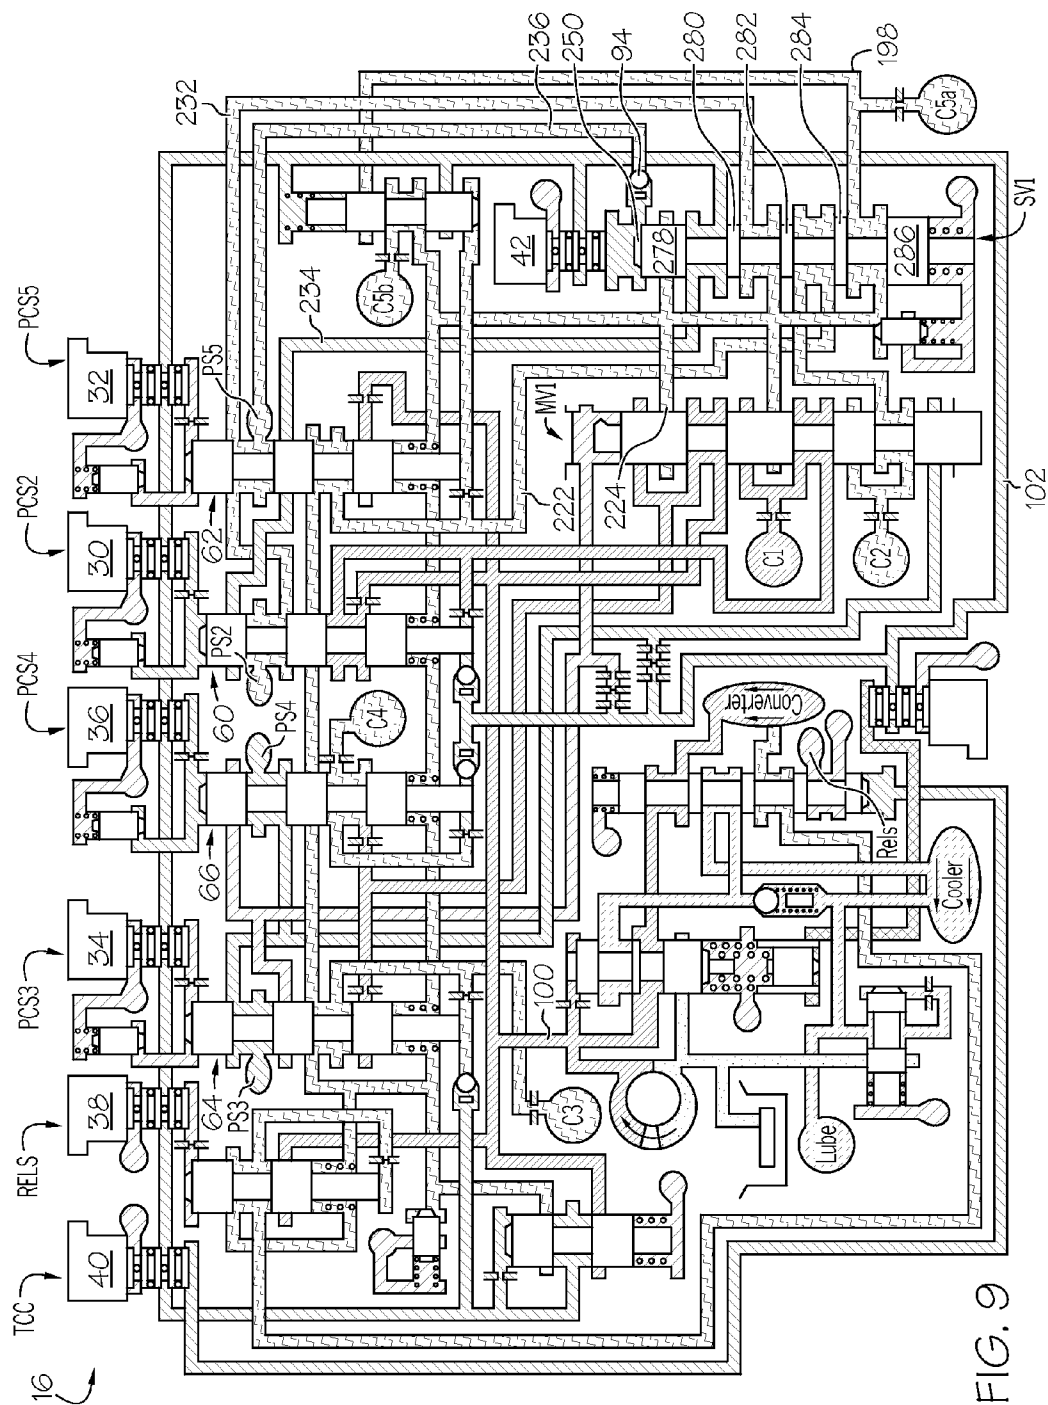 16
TCC
40
RELS
38
PCS3
34
PCS4
36
PCS2
30
PCS5
32
64
PS3
66
PS4
60
PS2
62
PS5
232
234
C5b
42
236
250
94
280
282
284
198
C5a
278
286
SV1
MV1
222
224
C1
C2
102
C4
C3
100
Converter
Rels
Cooler
Lube
FIG. 9